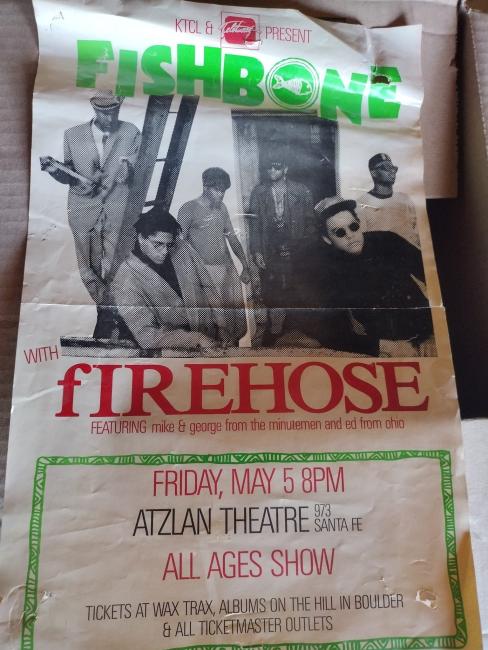 KTCL & PRESENT
FISHBONE
WITH
fIREHOSE
FEATURING mike & george from the minutemen and ed from ohio
FRIDAY, MAY 5 8PM
ATZLAN THEATRE 973
SANTA FE
ALL AGES SHOW
TICKETS AT WAX TRAX, ALBUMS ON THE HILL IN BOULDER
& ALL TICKETMASTER OUTLETS